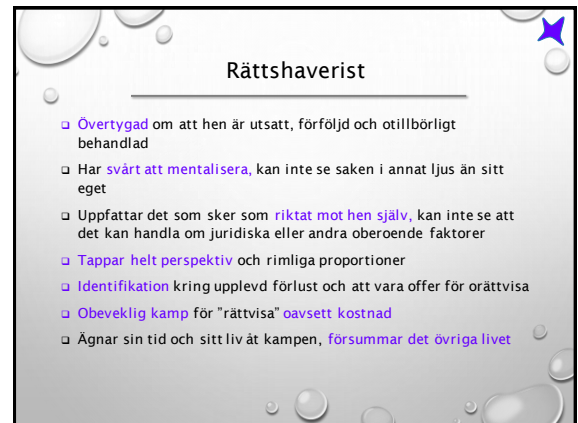 Rättshaverist
Övertygad om att hen är utsatt, förföljd och otillbörligt
behandlad
Har svårt att mentalisera, kan inte se saken i annat ljus än sitt
eget
Uppfattar det som sker som riktat mot hen själv, kan inte se att
det kan handla om juridiska eller andra oberoende faktorer
Tappar helt perspektiv och rimliga proportioner
Identifikation kring upplevd förlust och att vara offer för orättvisa
Obeveklig kamp för ”rättvisa” oavsett kostnad
Ägnar sin tid och sitt liv åt kampen, försummar det övriga livet